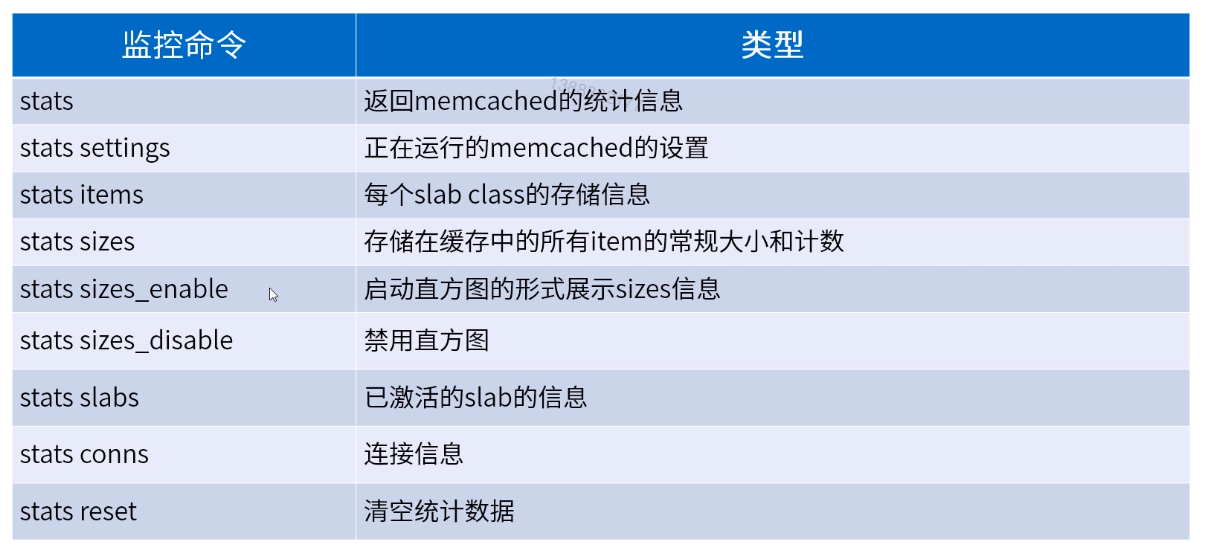 监控命令 类型
stats 返回memcached的统计信息
stats settings 正在运行的memcached的设置
stats items 每个slab class的存储信息
stats sizes 存储在缓存中的所有item的常规大小和计数
stats sizes_enable 启动直方图的形式展示sizes信息
stats sizes_disable 禁用直方图
stats slabs 已激活的slab的信息
stats conns 连接信息
stats reset 清空统计数据